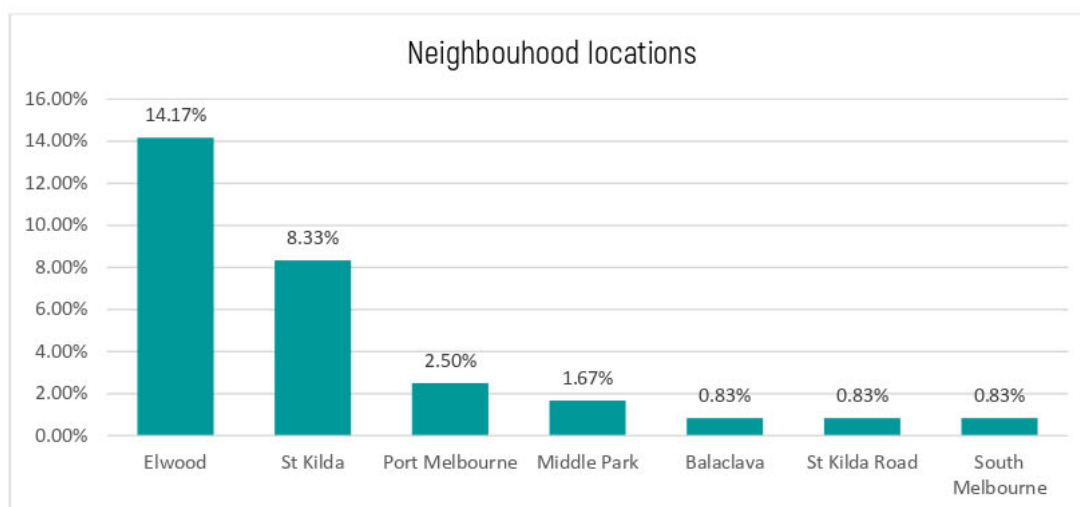 Neighbouhood locations
16.00%
14.00%
12.00%
10.00%
8.00%
6.00%
4.00%
2.00%
0.00%
14.17%
8.33%
2.50%
1.67%
0.83%
0.83%
0.83%
Elwood
St Kilda
Port Melbourne
Middle Park
Balaclava
St Kilda Road
South
Melbourne